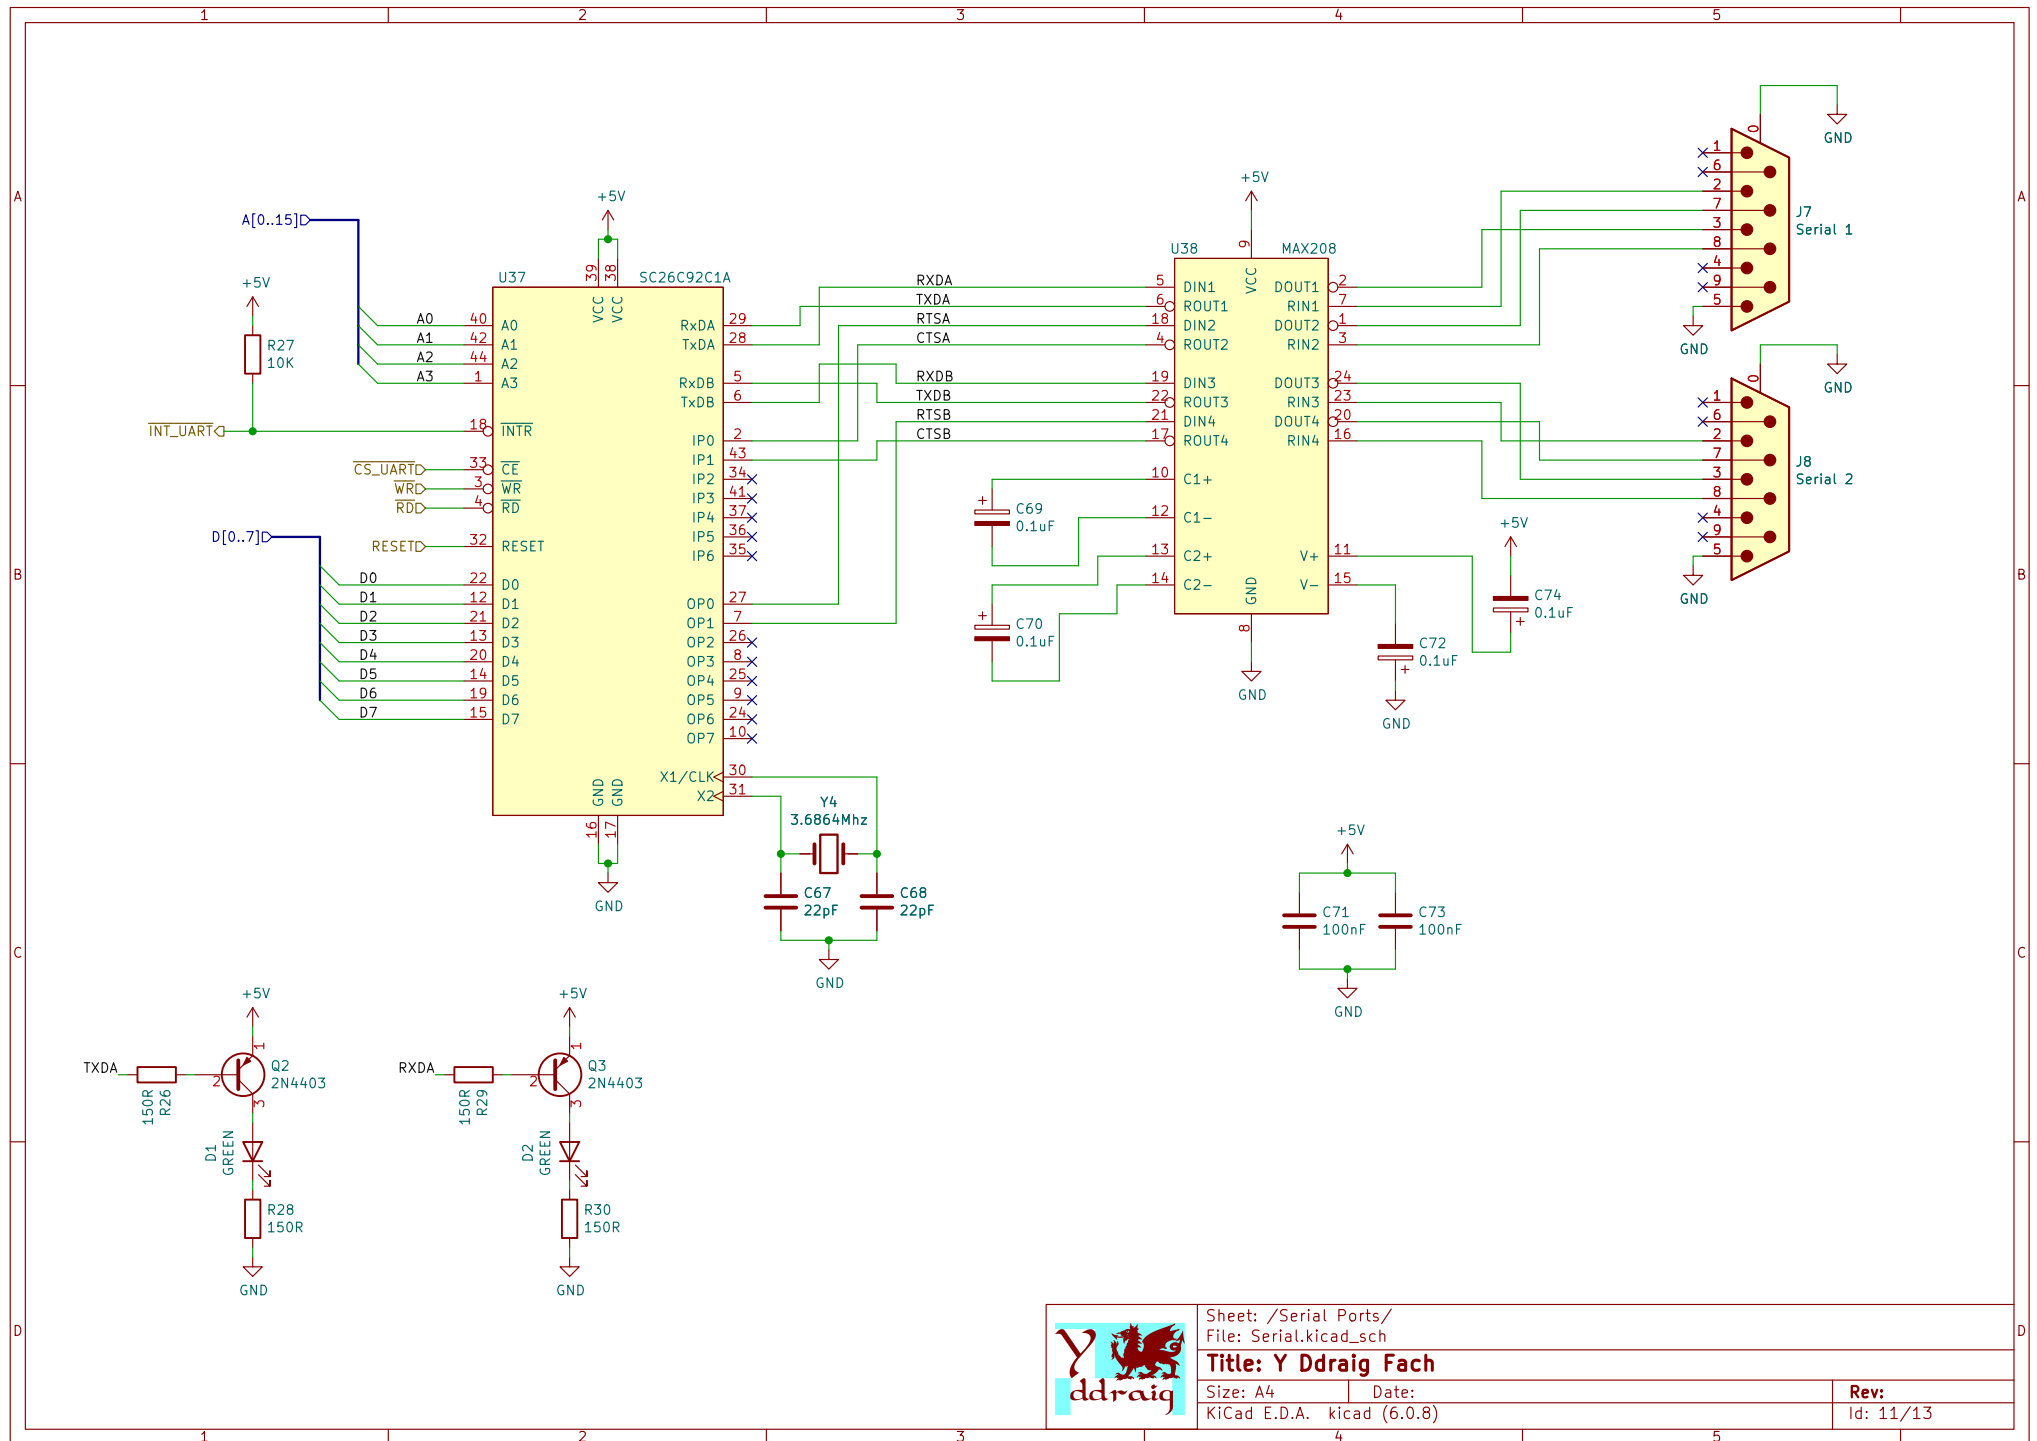 1 2 3 4 5
A
B
C
D
A[0..15]
+5V
R27
10K
INT_UART
CS_UART
WR
RD
RESET
D[0..7]
A0
A1
A2
A3
D0
D1
D2
D3
D4
D5
D6
D7
+5V
U37 SC26C92C1A
39 38
VCC VCC
40 A0
42 A1
44 A2
1 A3
18 INTR
33 CE
3 WR
4 RD
32 RESET
22 D0
12 D1
21 D2
13 D3
20 D4
14 D5
19 D6
15 D7
RxDA 29
TxDA 28
RxDB 5
TxDB 6
IP0 2
IP1 43
IP2 34
IP3 41
IP4 37
IP5 36
IP6 35
OP0 27
OP1 7
OP2 26
OP3 8
OP4 25
OP5 9
OP6 24
OP7 10
X1/CLK 30
X2 31
GND GND
16 17
GND
Y4
3.6864Mhz
C67
22pF
C68
22pF
GND
RXDA
TXDA
RTSA
CTSA
RXDB
TXDB
RTSB
CTSB
+5V
U38 MAX208
9
VCC
5 DIN1
6 ROUT1
18 DIN2
4 ROUT2
19 DIN3
22 ROUT3
21 DIN4
17 ROUT4
10 C1+
12 C1-
13 C2+
14 C2-
DOUT1 2
RIN1 7
DOUT2 1
RIN2 3
DOUT3 24
RIN3 23
DOUT4 20
RIN4 16
V+ 11
V- 15
GND
8
GND
+
C69
0.1uF
+
C70
0.1uF
C72
0.1uF
+
GND
+5V
C74
0.1uF
+
GND
0
1
6
2
7
3
8
4
9
5
J7
Serial 1
GND
GND
0
1
6
2
7
3
8
4
9
5
J8
Serial 2
GND
+5V
C71
100nF
C73
100nF
GND
+5V
TXDA
150R
R26
1
2
3
Q2
2N4403
D1
GREEN
R28
150R
GND
+5V
RXDA
150R
R29
1
2
3
Q3
2N4403
D2
GREEN
R30
150R
GND
Y
ddraig
Sheet: /Serial Ports/
File: Serial.kicad_sch
Title: Y Ddraig Fach
Size: A4 Date: Rev:
KiCad E.D.A. kicad (6.0.8) Id: 11/13
A
B
C
D
1 2 3 4 5